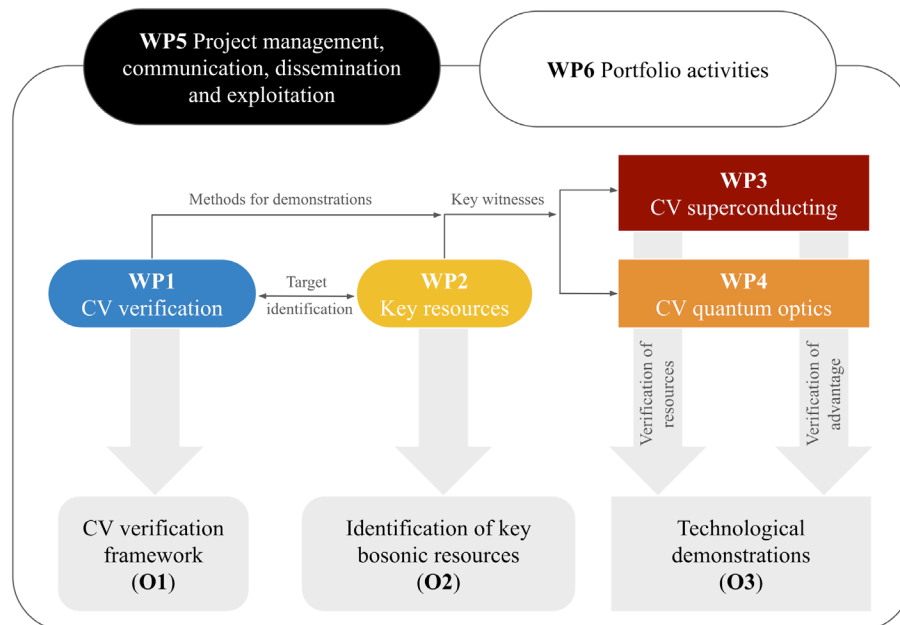 WP5 Project management,
communication, dissemination
and exploitation
WP6 Portfolio activities
Methods for demonstrations
Key witnesses
WP3
CV superconducting
WP1
CV verification
Target
identification
WP2
Key resources
WP4
CV quantum optics
Verification of
resources
Verification of
advantage
CV verification
framework
(O1)
Identification of key
bosonic resources
(O2)
Technological
demonstrations
(O3)